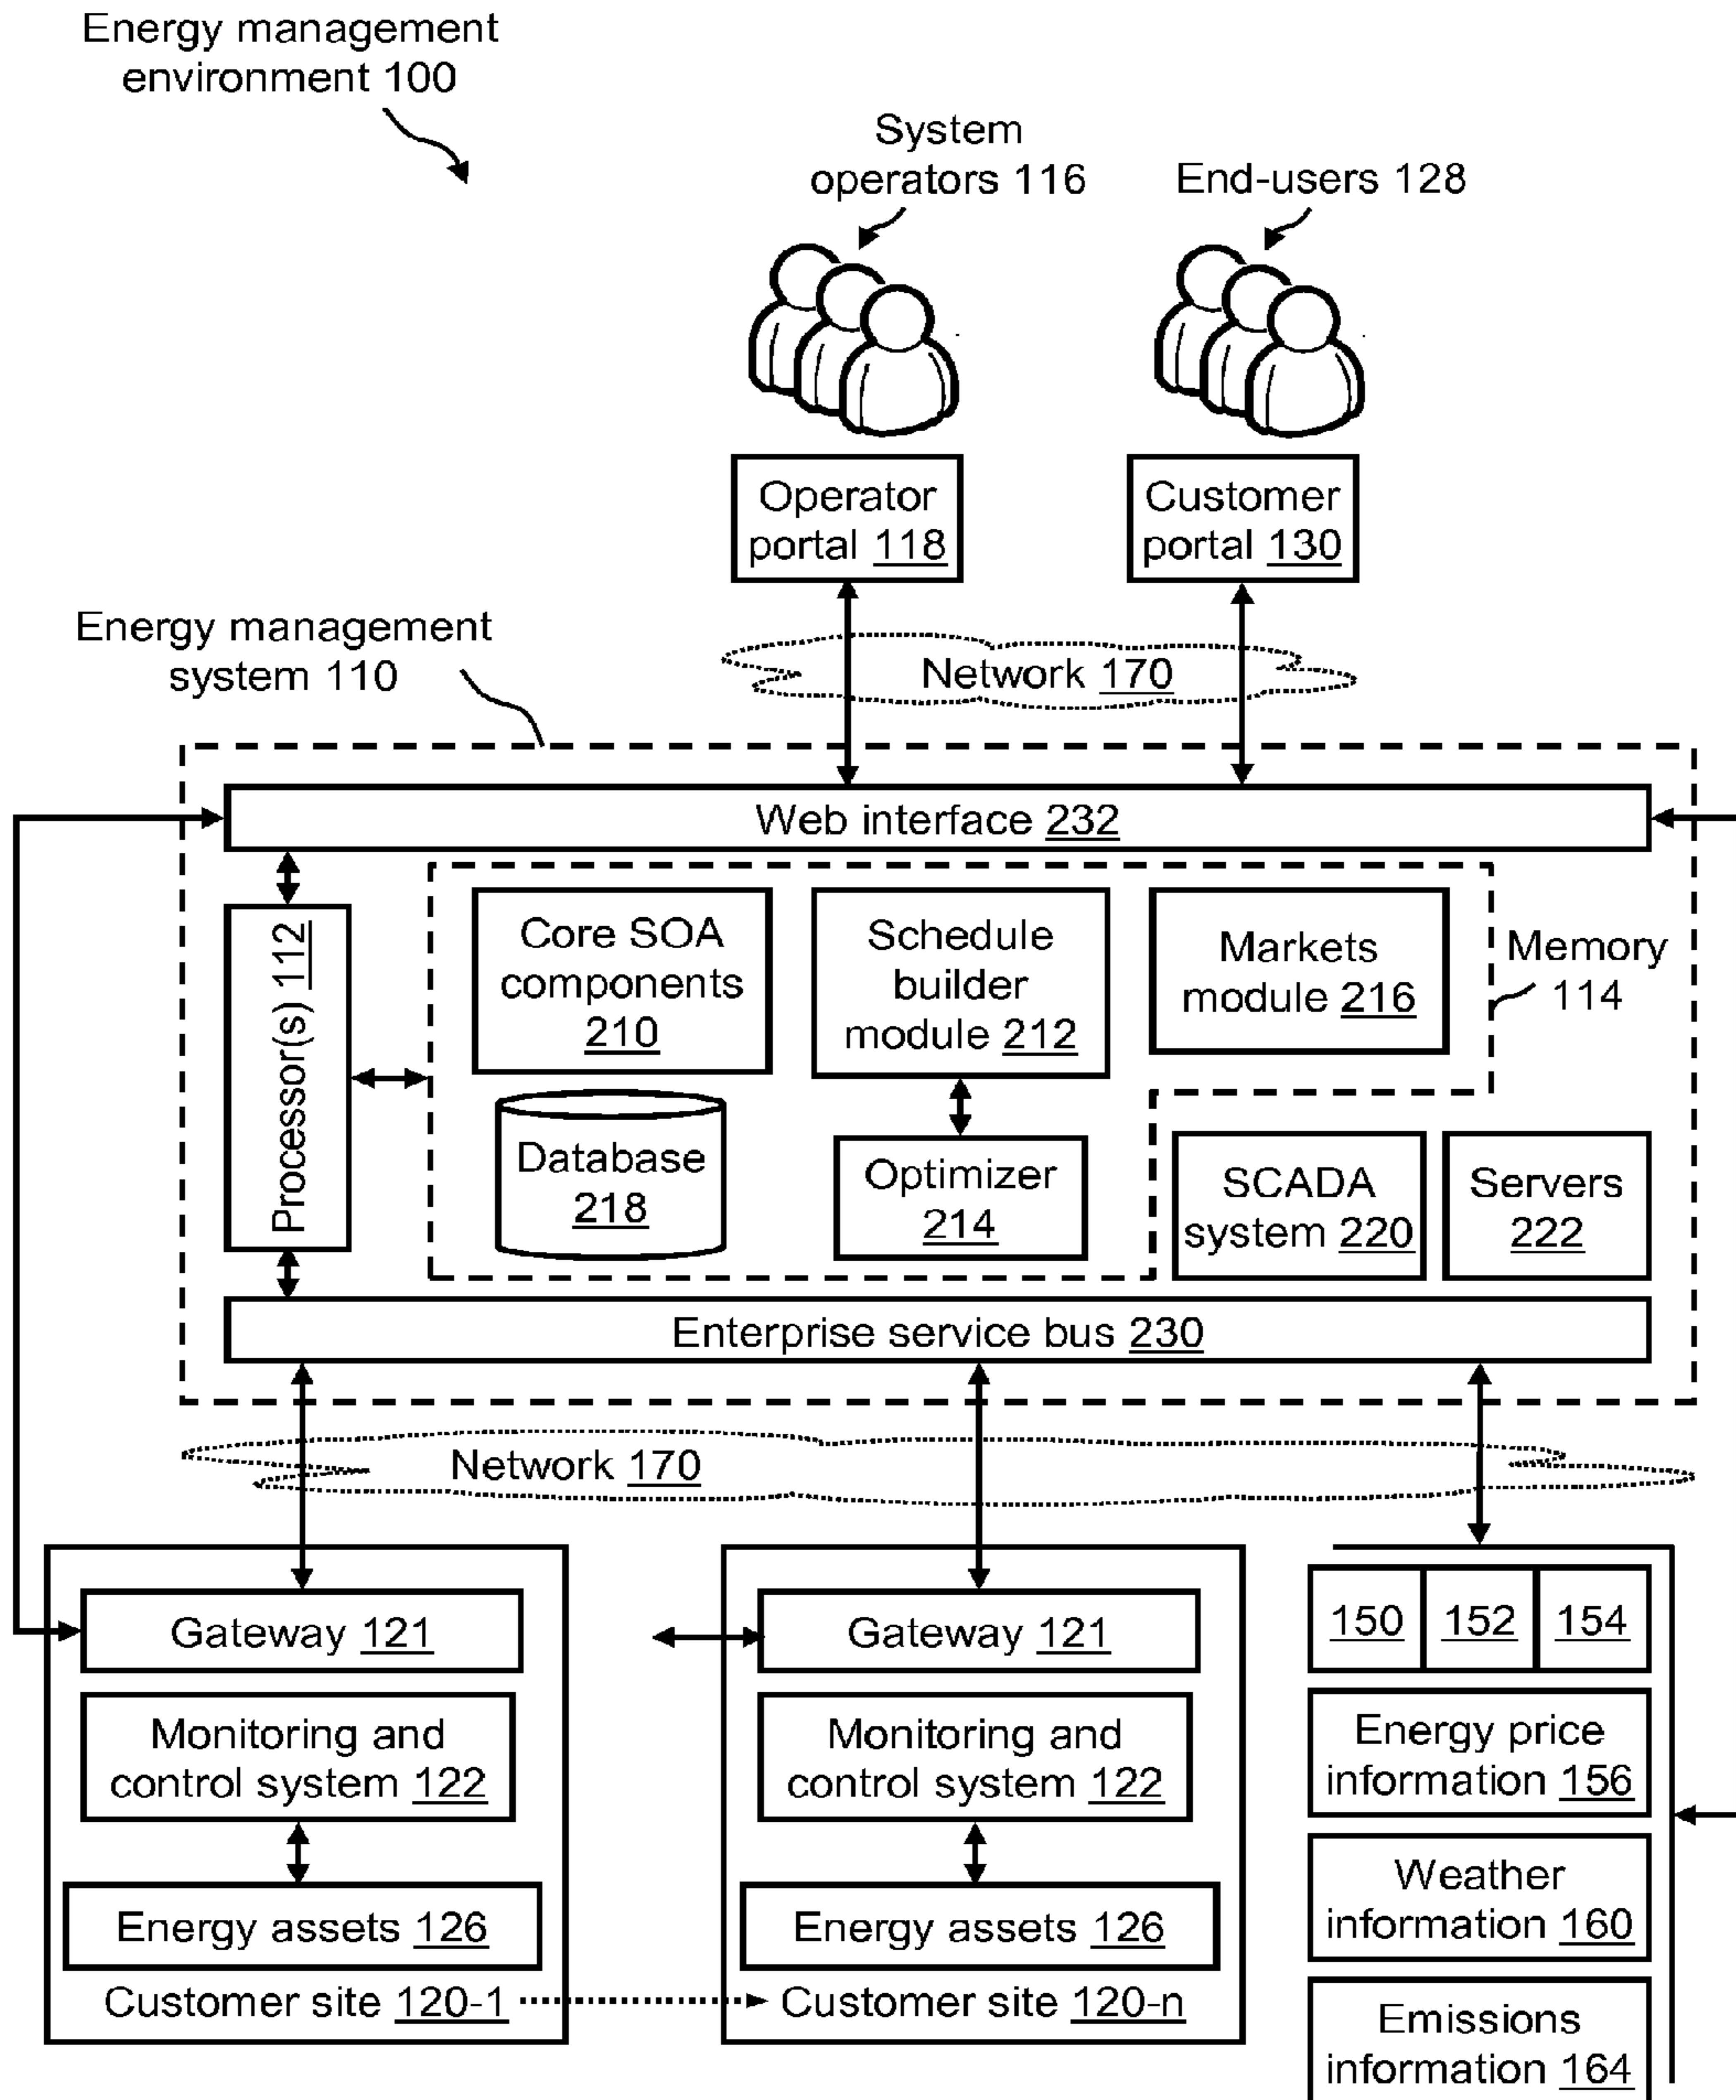 Energy management
environment 100
System
operators 116
End-users 128
Operator
portal 118
Customer
portal 130
Energy management
system 110
Network 170
Web interface 232
Processor(s) 112
Core SOA
components
210
Schedule
builder
module 212
Markets
module 216
Memory
114
Database
218
Optimizer
214
SCADA
system 220
Servers
222
Enterprise service bus 230
Network 170
Gateway 121
Monitoring and
control system 122
Energy assets 126
Customer site 120-1
Gateway 121
Monitoring and
control system 122
Energy assets 126
Customer site 120-n
150 152 154
Energy price
information 156
Weather
information 160
Emissions
information 164